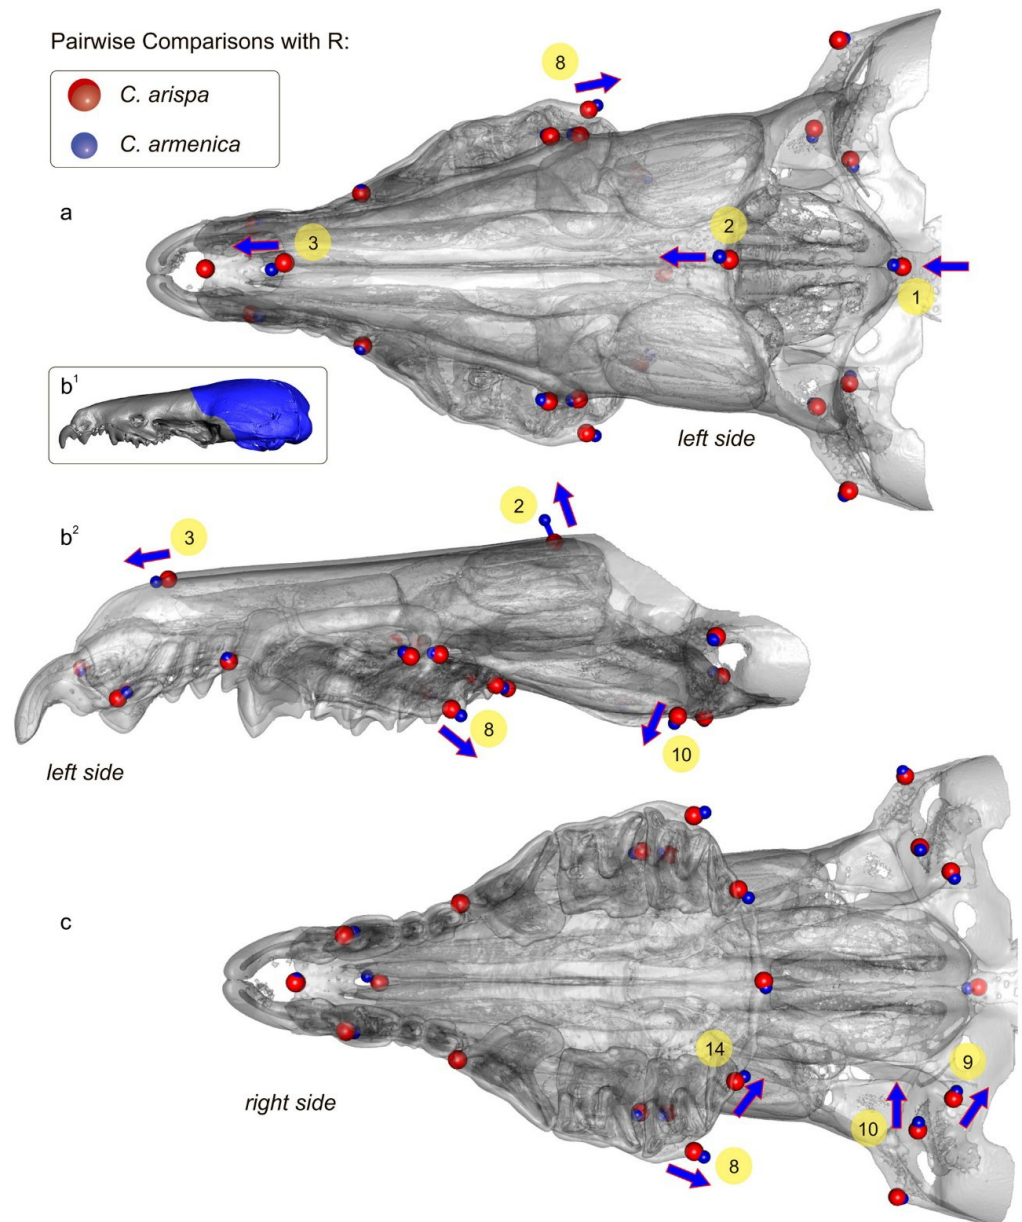 Pairwise Comparisons with R:
C. arispa
C. armenica
8
a
3
2
1
b1
left side
b2
3
2
8
10
left side
c
14
9
10
right side
8